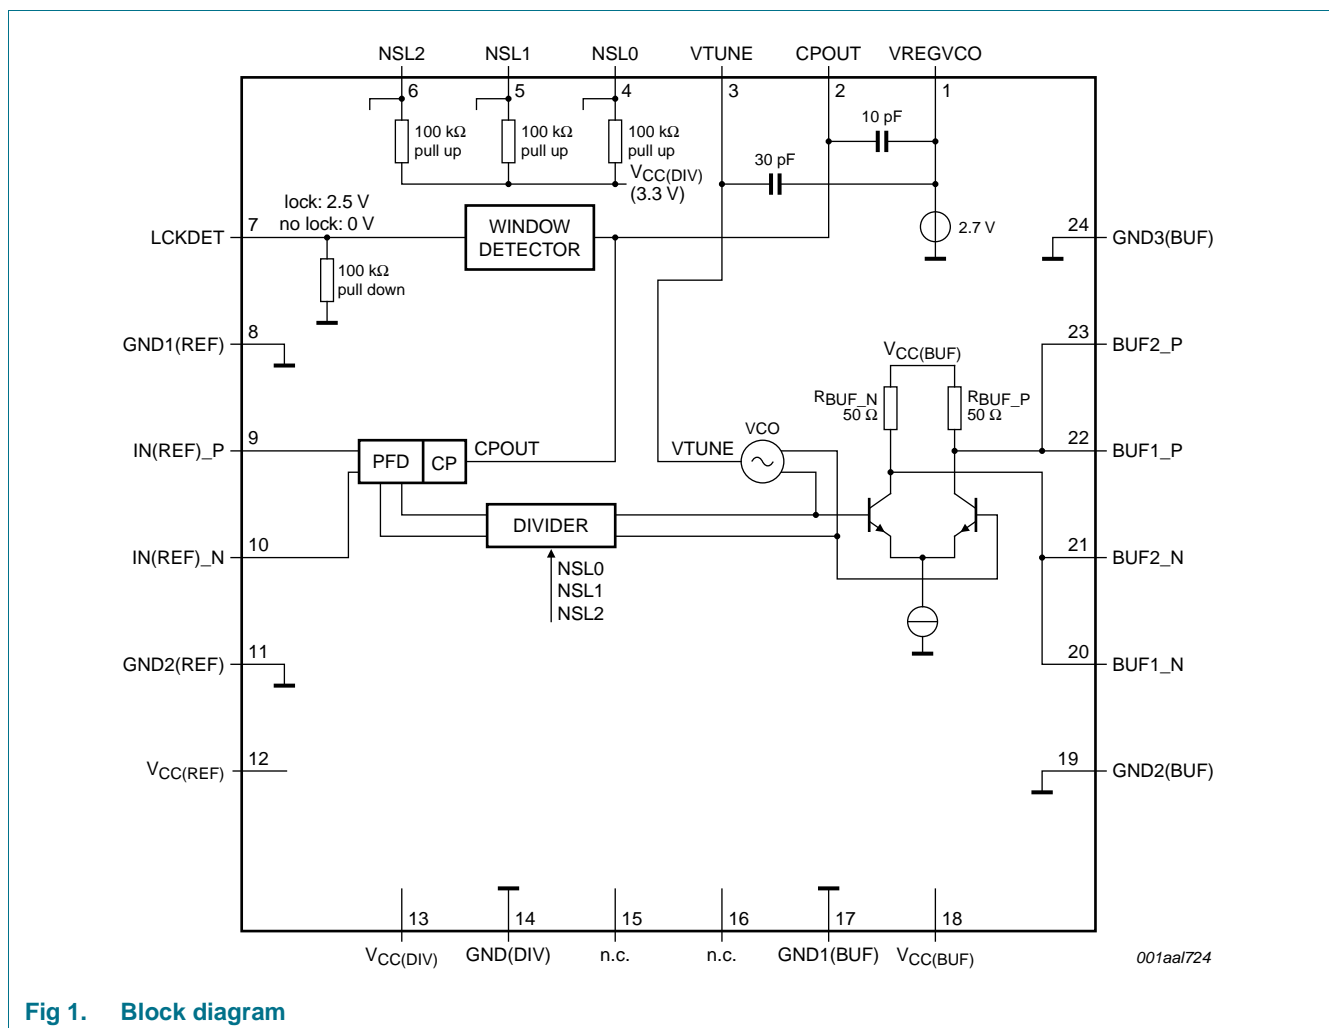 NSL2 NSL1 NSL0 VTUNE CPOUT VREGVCO
6 5 4 3 2 1
100 kΩ
pull up
100 kΩ
pull up
100 kΩ
pull up
VCC(DIV)
(3.3 V)
10 pF
30 pF
2.7 V
lock: 2.5 V
no lock: 0 V
LCKDET 7
WINDOW
DETECTOR
100 kΩ
pull down
24 GND3(BUF)
GND1(REF) 8
23 BUF2_P
VCC(BUF)
RBUF_N
50 Ω
RBUF_P
50 Ω
IN(REF)_P 9
PFD CP
CPOUT
VTUNE
VCO
22 BUF1_P
DIVIDER
IN(REF)_N 10
NSL0
NSL1
NSL2
21 BUF2_N
GND2(REF) 11
20 BUF1_N
VCC(REF) 12
19 GND2(BUF)
13 14 15 16 17 18
VCC(DIV) GND(DIV) n.c. n.c. GND1(BUF) VCC(BUF)
001aal724
Fig 1. Block diagram